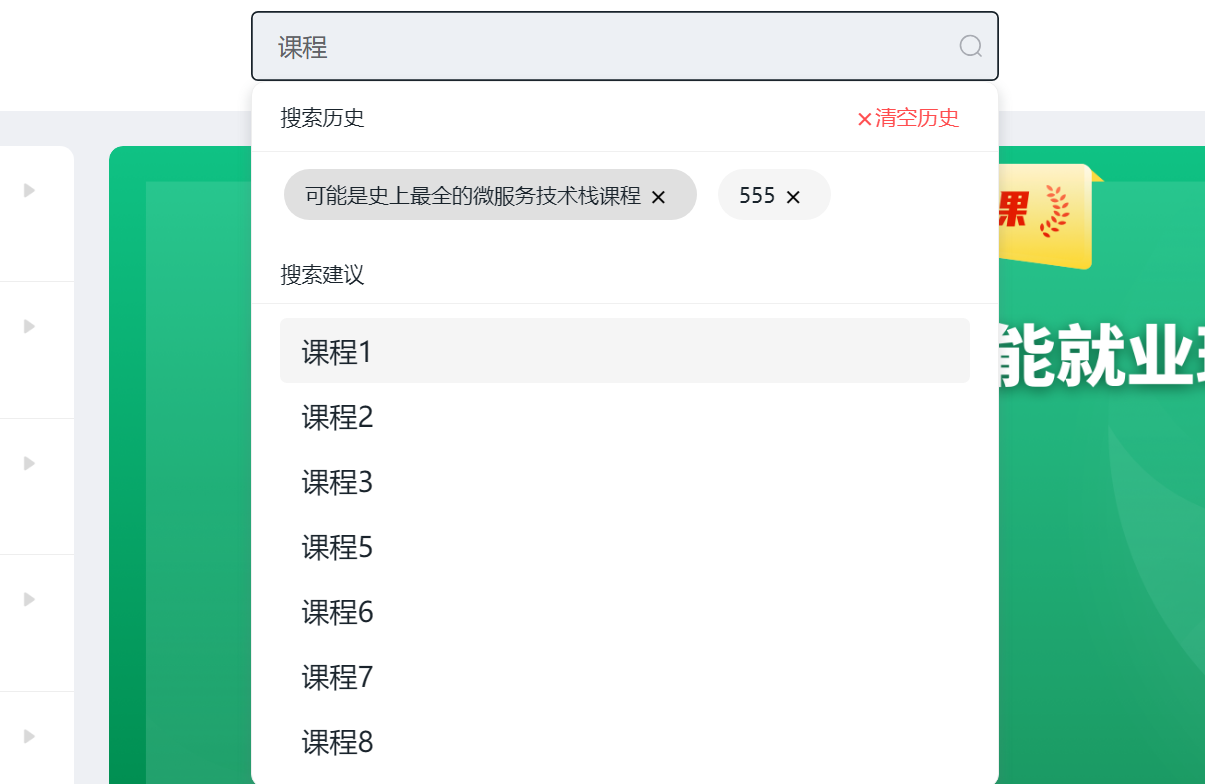 课程
搜索历史
×清空历史
可能是史上最全的微服务技术栈课程 × 555 ×
课
搜索建议
能就业
课程1
课程2
课程3
课程5
课程6
课程7
课程8